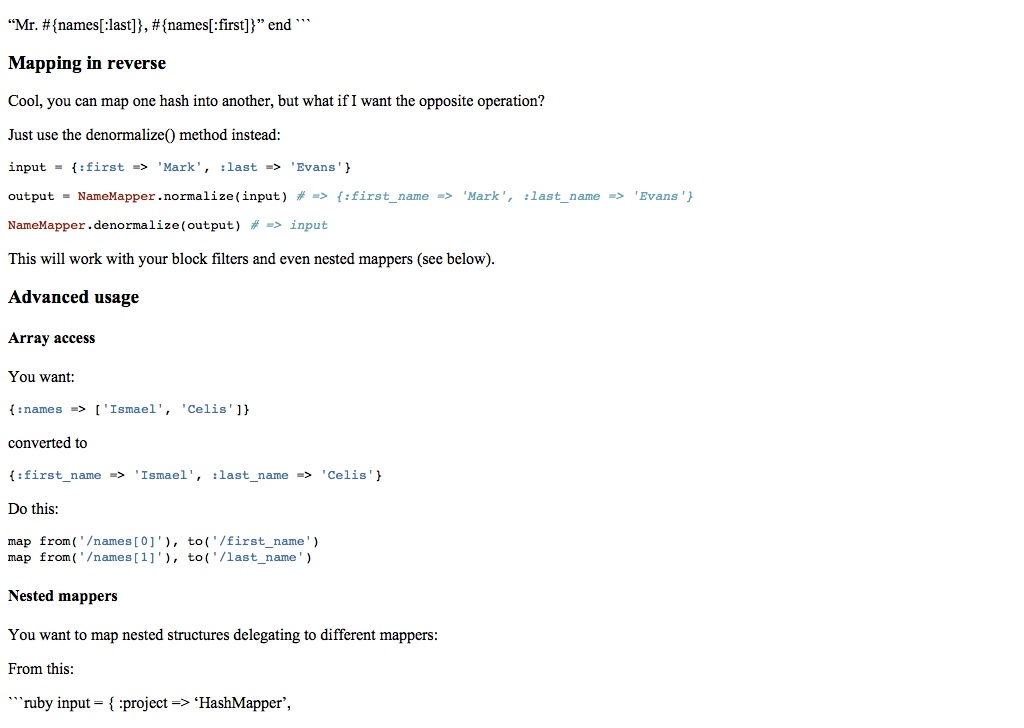 “Mr. #{names[:last]}, #{names[:first]}” end ```
Mapping in reverse
Cool, you can map one hash into another, but what if I want the opposite operation?
Just use the denormalize() method instead:
input = {:first => 'Mark', :last => 'Evans'}
output = NameMapper.normalize(input) # => {:first_name => 'Mark', :last_name => 'Evans'}
NameMapper.denormalize(output) # => input
This will work with your block filters and even nested mappers (see below).
Advanced usage
Array access
You want:
{:names => ['Ismael', 'Celis']}
converted to
{:first_name => 'Ismael', :last_name => 'Celis'}
Do this:
map from('/names[0]'), to('/first_name')
map from('/names[1]'), to('/last_name')
Nested mappers
You want to map nested structures delegating to different mappers:
From this:
```ruby input = { :project => ‘HashMapper’,